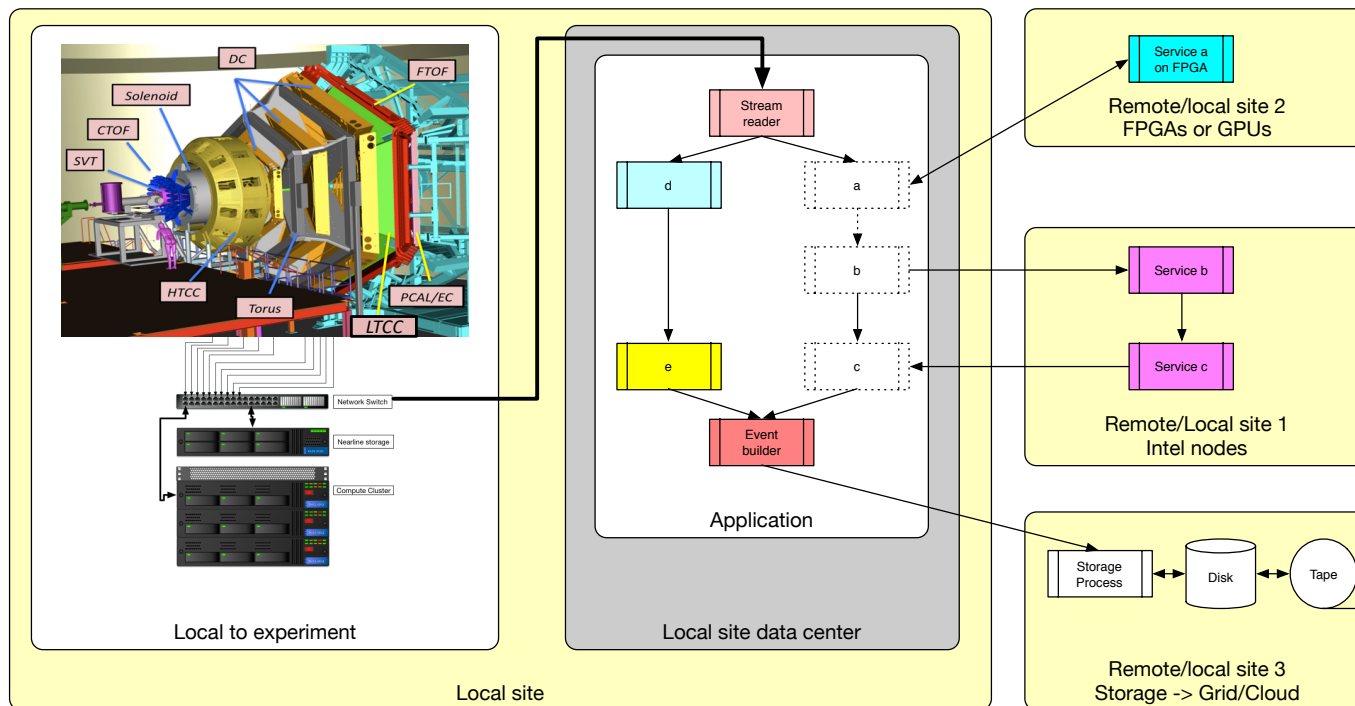 DC
FTOF
Solenoid
CTOF
SVT
HTCC
Torus
PCAL/EC
LTCC
Network Switch
Nearline storage
Compute Cluster
Local to experiment
Stream
reader
d
a
b
e
c
Event
builder
Application
Local site data center
Local site
Service a
on FPGA
Remote/local site 2
FPGAs or GPUs
Service b
Service c
Remote/Local site 1
Intel nodes
Storage
Process
Disk
Tape
Remote/local site 3
Storage -> Grid/Cloud